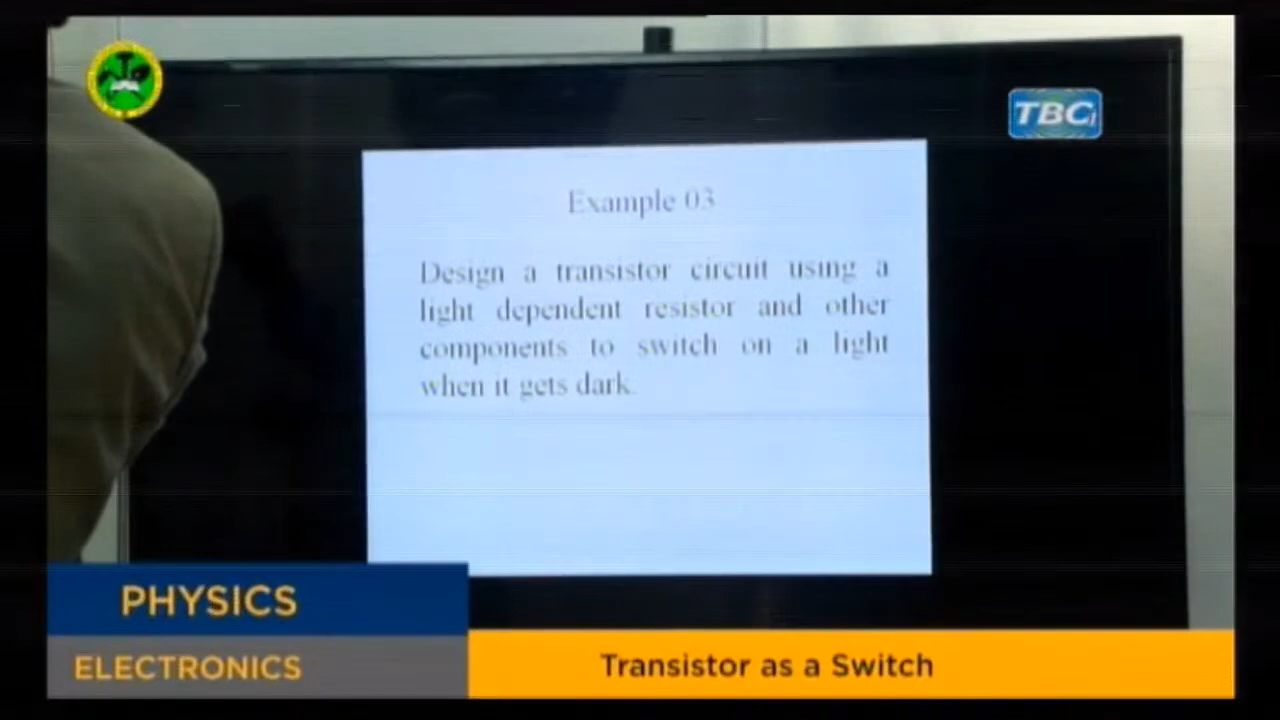 TBC1
Example 03
Design a transistor circuit using a
light dependent resistor and other
components to switch on a light
when it gets dark.
PHYSICS
ELECTRONICS
Transistor as a Switch